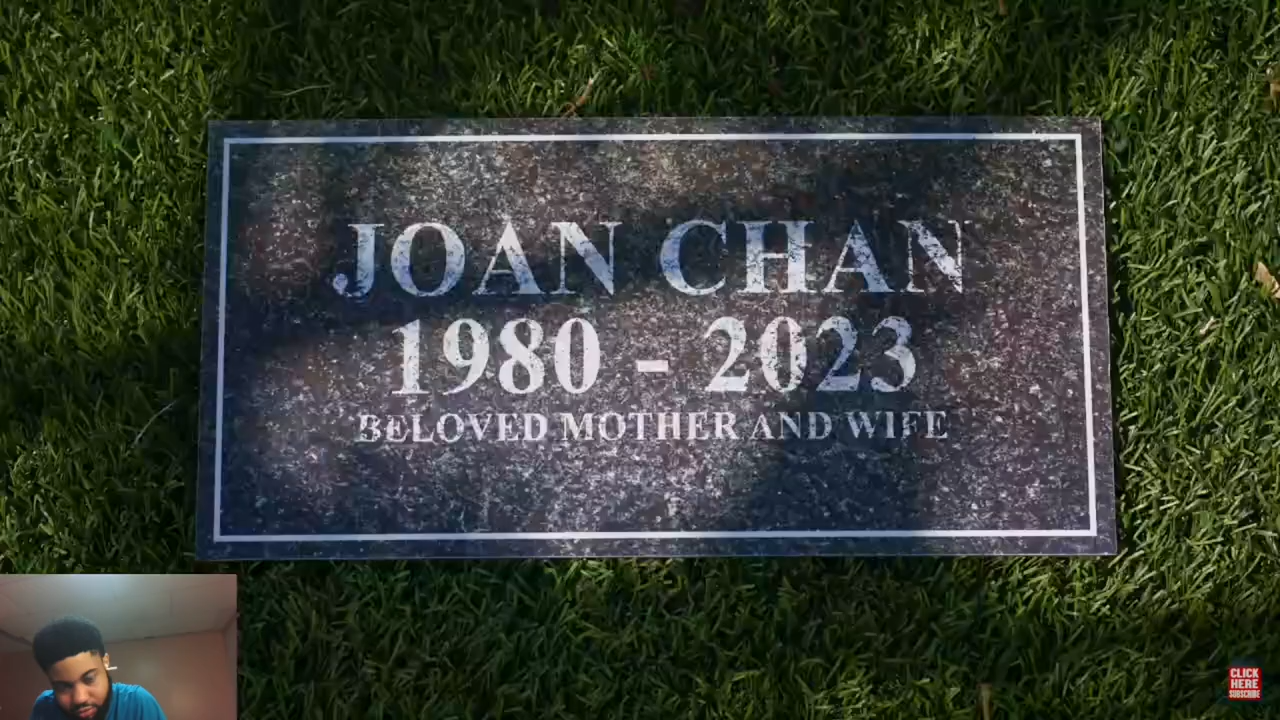 JOAN CHAN
1980 - 2023
BELOVED MOTHER AND WIFE
CLICK
HERE
SUBSCRIBE